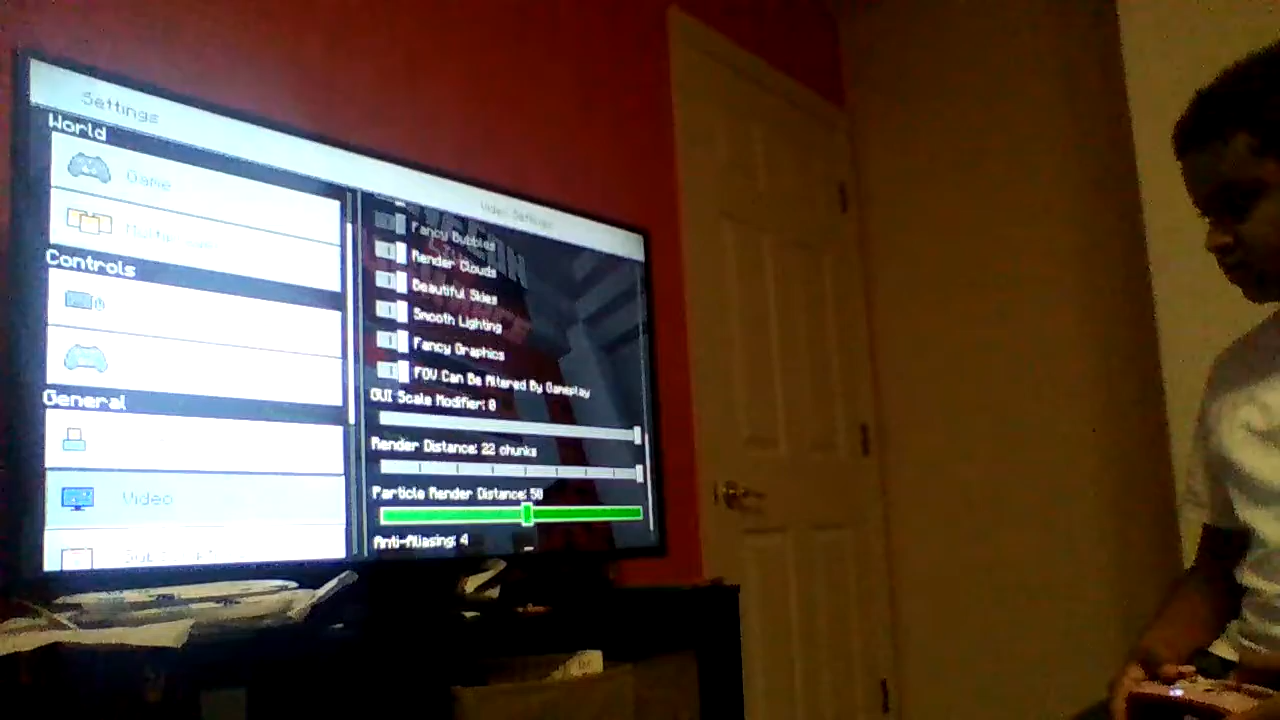 Settings
World
Game
Controls
General
Video
Video Settings
Fancy Bubbles
Render Clouds
Beautiful Skies
Smooth Lighting
Fancy Graphics
FOV Can Be Altered By Gameplay
GUI Scale Modifier: 0
Render Distance: 22 chunks
Particle Render Distance: 50
Anti-Aliasing: 4